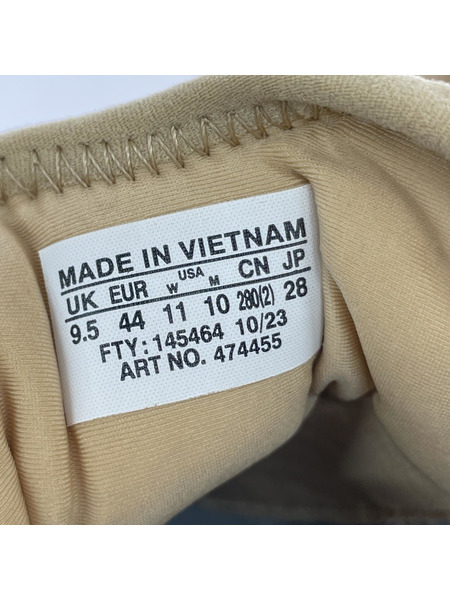 MADE IN VIETNAM
UK EUR W USA M CN JP
9.5 44 11 10 280(2) 28
FTY: 145464 10/23
ART NO. 474455